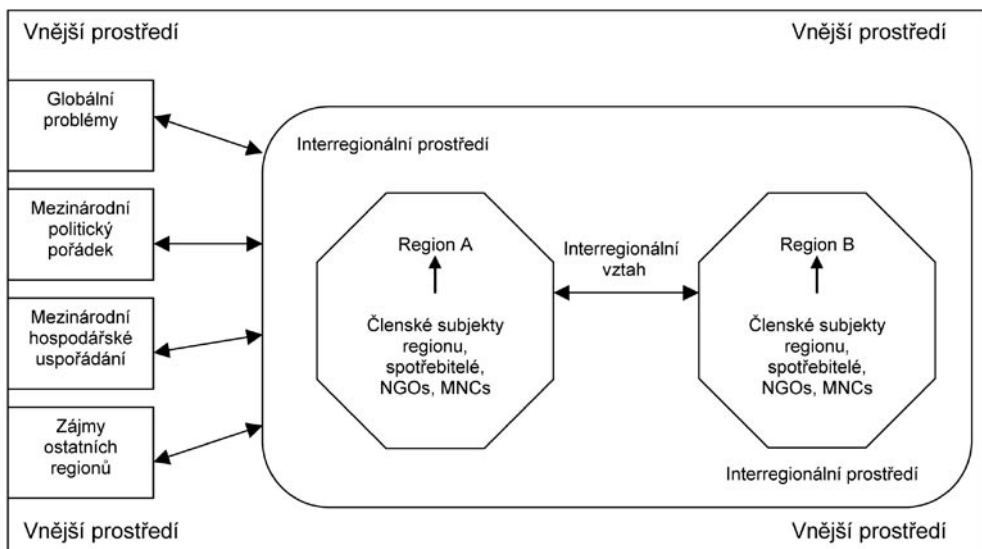 Vnější prostředí
Vnější prostředí
Globální
problémy
Mezinárodní
politický
pořádek
Mezinárodní
hospodářské
uspořádání
Zájmy
ostatních
regionů
Interregionální prostředí
Region A
Členské subjekty
regionu,
spotřebitelé,
NGOs, MNCs
Interregionální
vztah
Region B
Členské subjekty
regionu,
spotřebitelé,
NGOs, MNCs
Interregionální prostředí
Vnější prostředí
Vnější prostředí